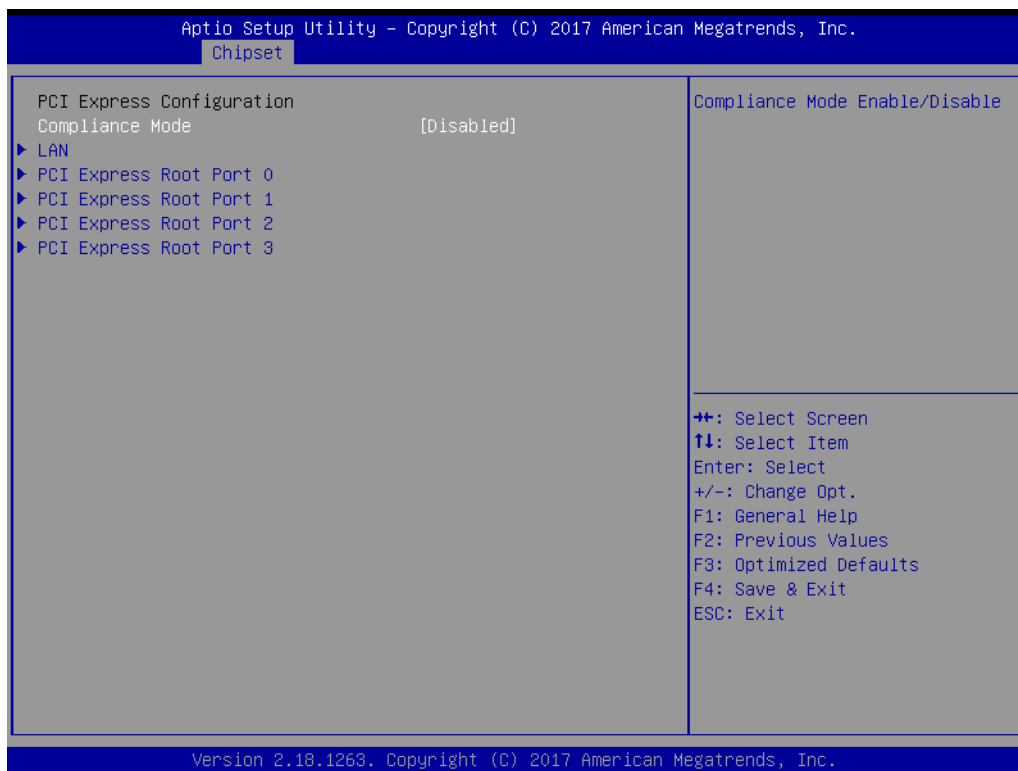 Aptio Setup Utility – Copyright (C) 2017 American Megatrends, Inc.
Chipset
PCI Express Configuration
Compliance Mode [Disabled]
LAN
PCI Express Root Port 0
PCI Express Root Port 1
PCI Express Root Port 2
PCI Express Root Port 3
Compliance Mode Enable/Disable
→←: Select Screen
↑↓: Select Item
Enter: Select
+/-: Change Opt.
F1: General Help
F2: Previous Values
F3: Optimized Defaults
F4: Save & Exit
ESC: Exit
Version 2.18.1263. Copyright (C) 2017 American Megatrends, Inc.